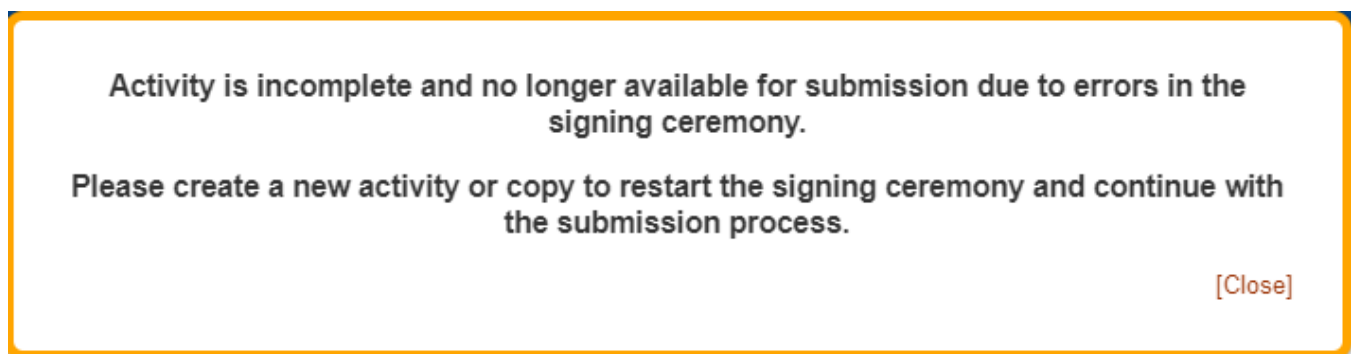 Activity is incomplete and no longer available for submission due to errors in the
signing ceremony.
Please create a new activity or copy to restart the signing ceremony and continue with
the submission process.
[Close]